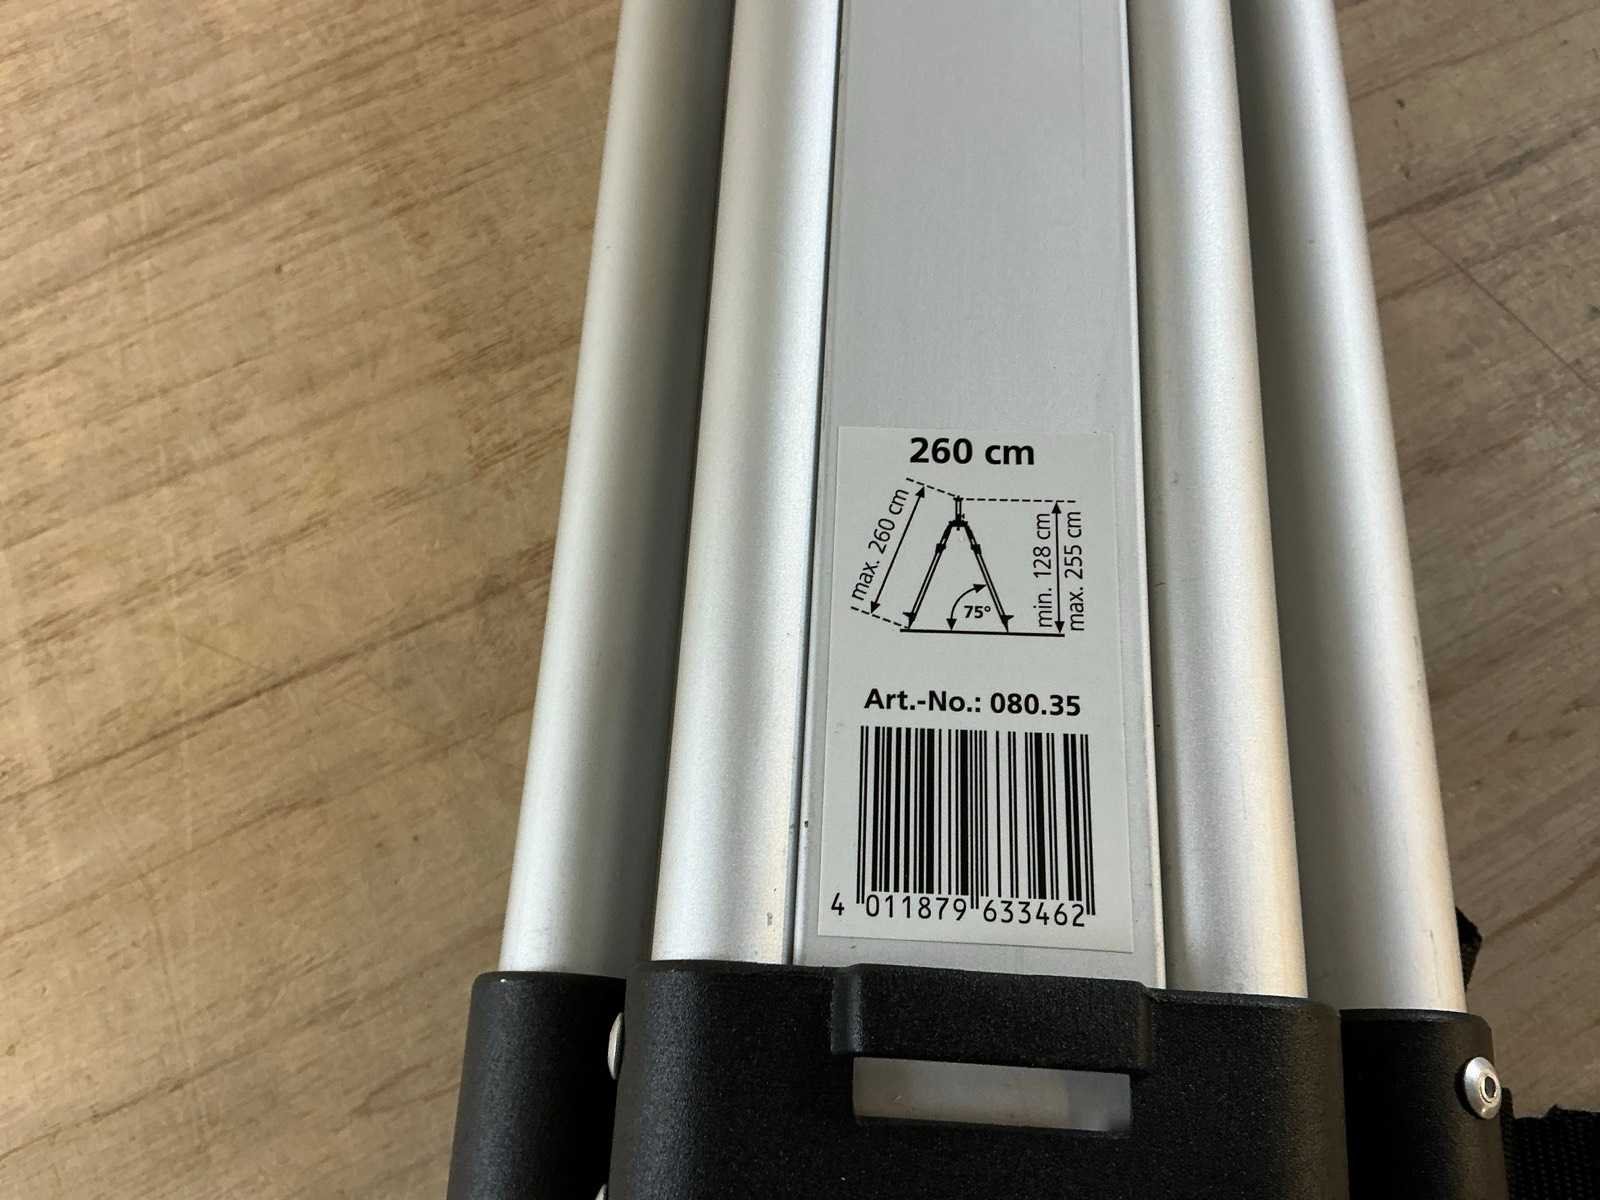 260 cm
max. 260 cm
75°
min. 128 cm
max. 255 cm
Art.-No.: 080.35
4 011879 633462